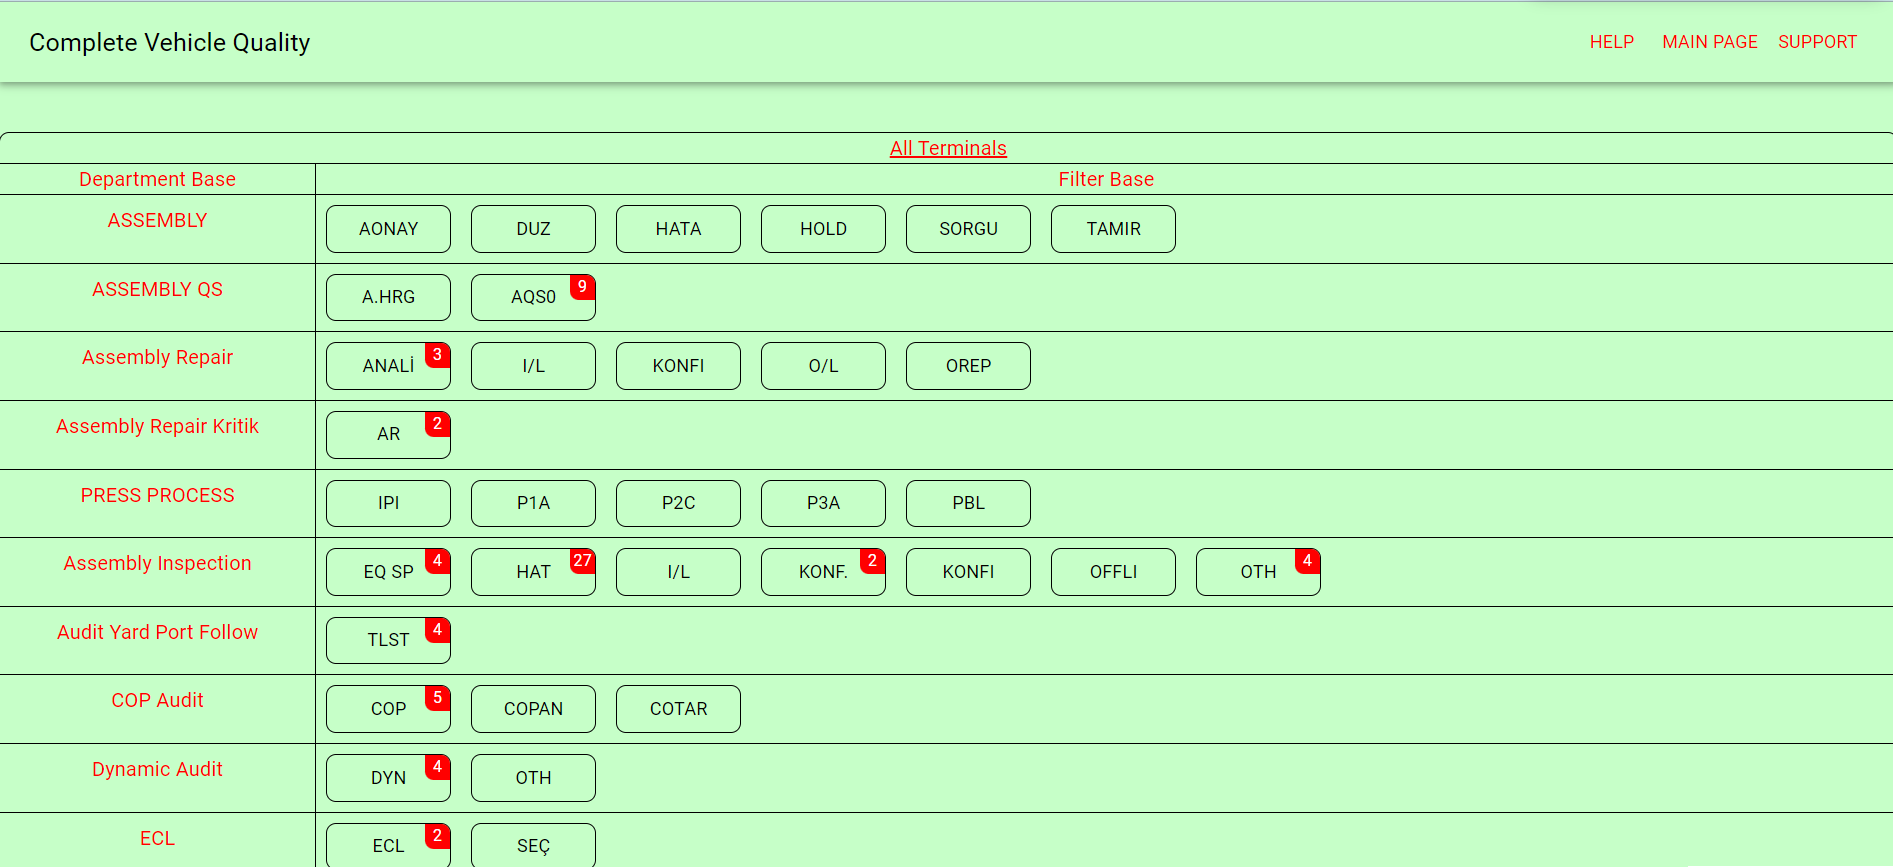 Complete Vehicle Quality HELP MAIN PAGE SUPPORT
All Terminals
Department Base Filter Base
ASSEMBLY AONAY DUZ HATA HOLD SORGU TAMIR
ASSEMBLY QS A.HRG AQS0 9
Assembly Repair ANALİ 3 I/L KONFI O/L OREP
Assembly Repair Kritik AR 2
PRESS PROCESS IPI P1A P2C P3A PBL
Assembly Inspection EQ SP 4 HAT 27 I/L KONF. 2 KONFI OFFLI OTH 4
Audit Yard Port Follow TLST 4
COP Audit COP 5 COPAN COTAR
Dynamic Audit DYN 4 OTH
ECL ECL 2 SEÇ